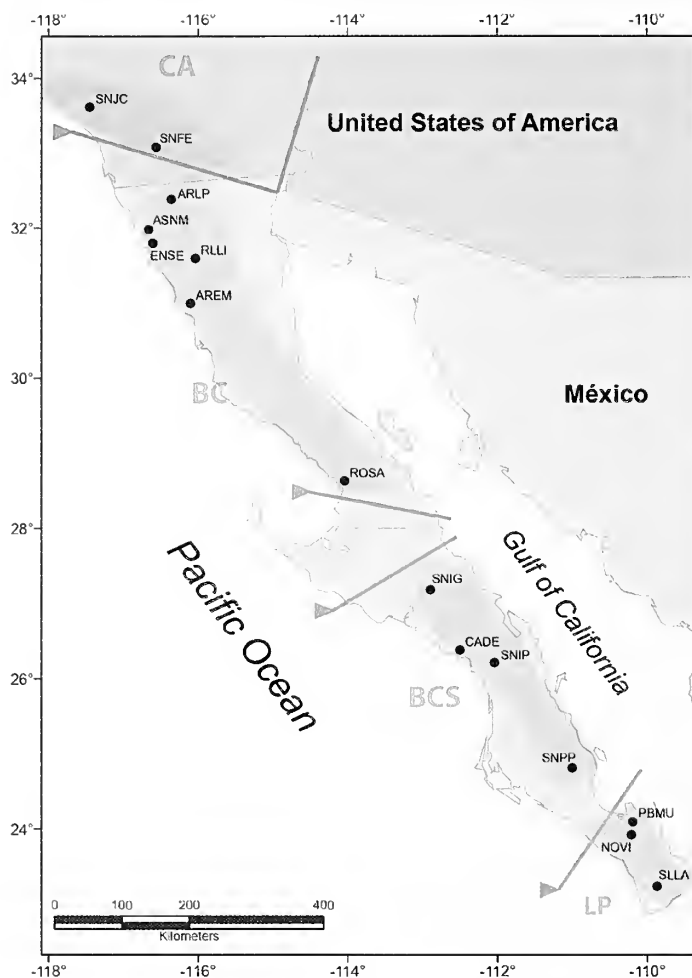 -118° -116° -114° -112° -110°
34°
CA
SNJC
United States of America
SNFE
32°
ARLP
ASNM
ENSE
RLLI
AREM
30°
BC
México
ROSA
28°
Pacific Ocean
Gulf of California
SNIG
CADE
SNIP
26°
BCS
SNPP
24°
PBMU
NOVI
SLLA
LP
0 100 200 400
Kilometers
-118° -116° -114° -112° -110°